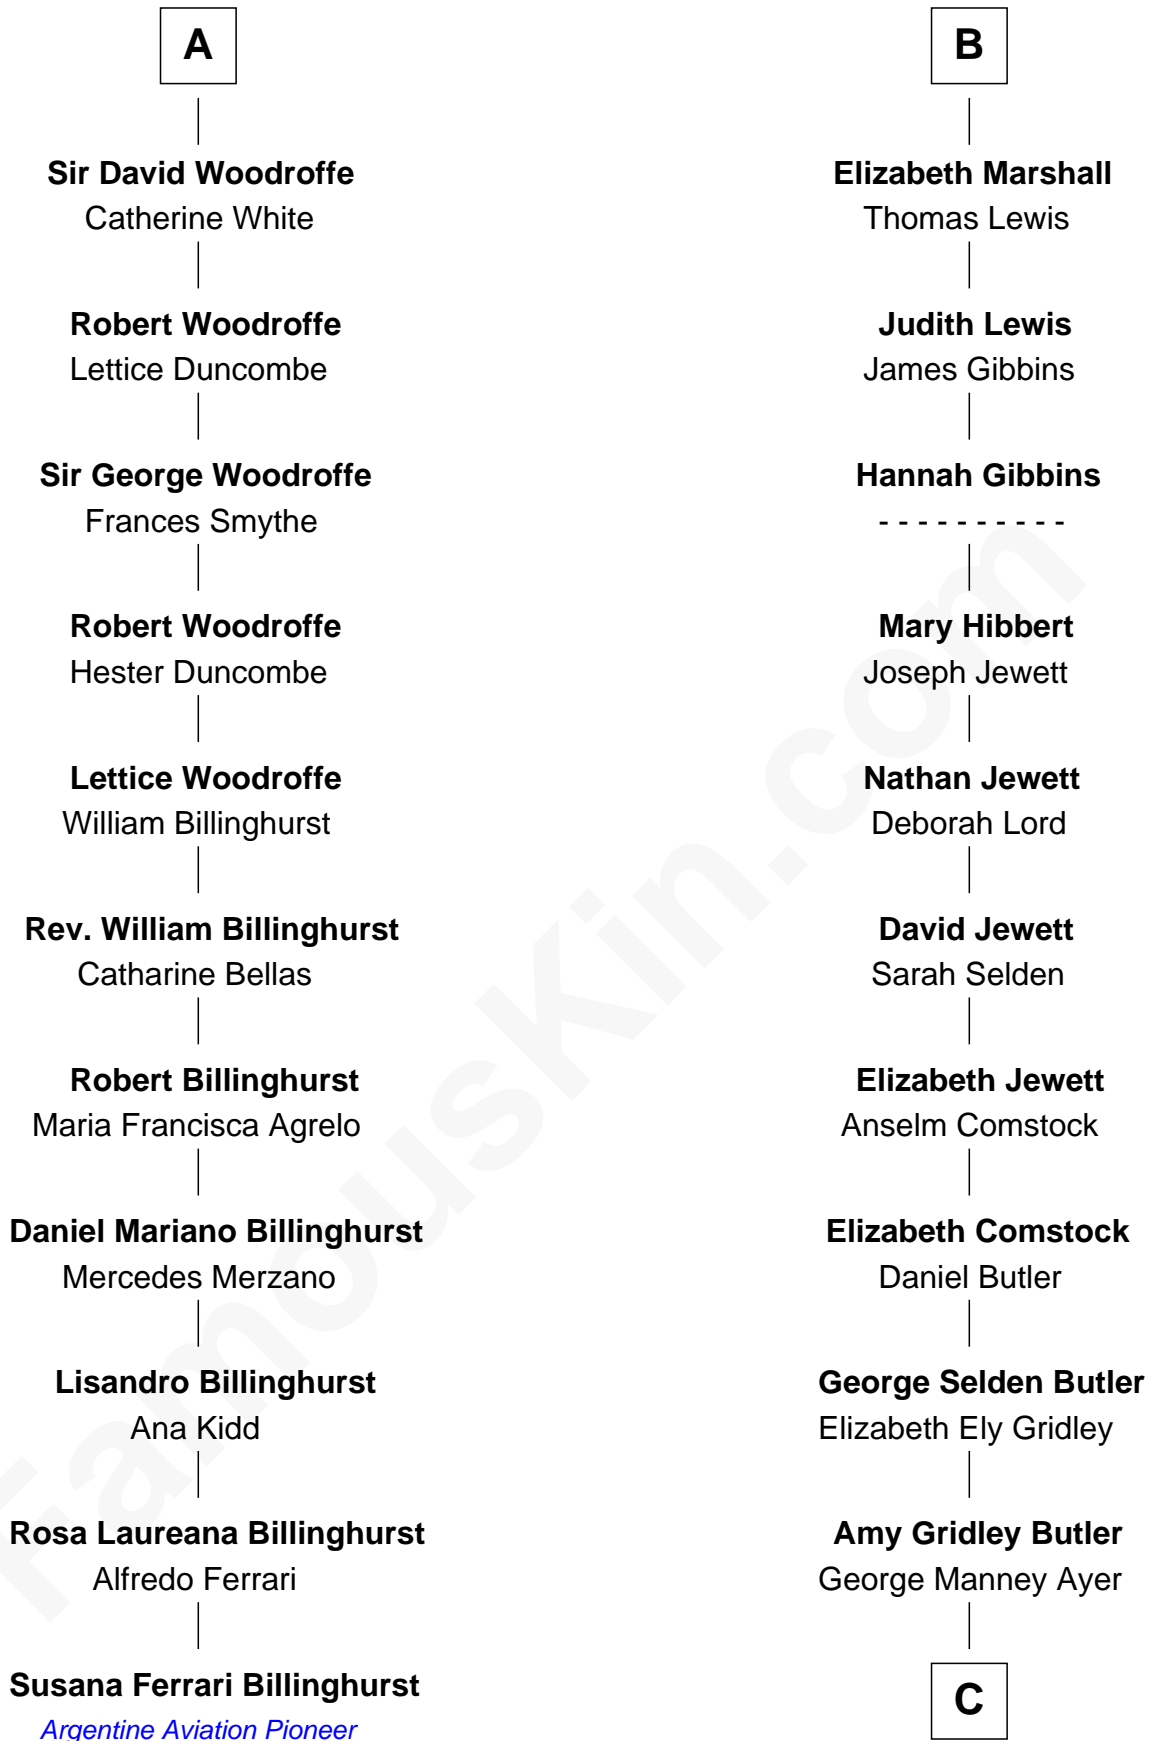 A
Sir David Woodroffe
Catherine White
Robert Woodroffe
Lettice Duncombe
Sir George Woodroffe
Frances Smythe
Robert Woodroffe
Hester Duncombe
Lettice Woodroffe
William Billinghurst
Rev. William Billinghurst
Catharine Bellas
Robert Billinghurst
Maria Francisca Agrelo
Daniel Mariano Billinghurst
Mercedes Merzano
Lisandro Billinghurst
Ana Kidd
Rosa Laureana Billinghurst
Alfredo Ferrari
Susana Ferrari Billinghurst
Argentine Aviation Pioneer
B
Elizabeth Marshall
Thomas Lewis
Judith Lewis
James Gibbins
Hannah Gibbins
- - - - - - - - - -
Mary Hibbert
Joseph Jewett
Nathan Jewett
Deborah Lord
David Jewett
Sarah Selden
Elizabeth Jewett
Anselm Comstock
Elizabeth Comstock
Daniel Butler
George Selden Butler
Elizabeth Ely Gridley
Amy Gridley Butler
George Manney Ayer
C
FamousKin.com